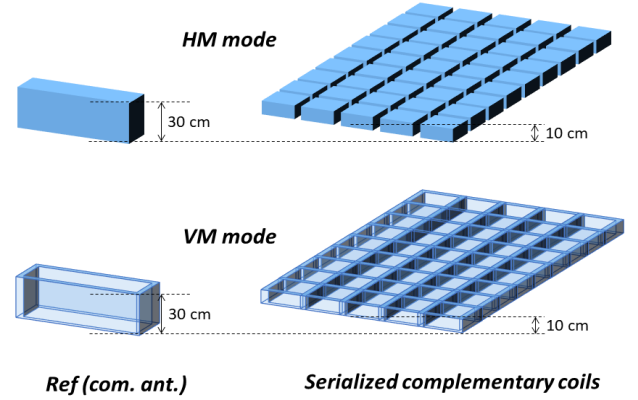 HM mode
30 cm
10 cm
VM mode
30 cm
10 cm
Ref (com. ant.)
Serialized complementary coils